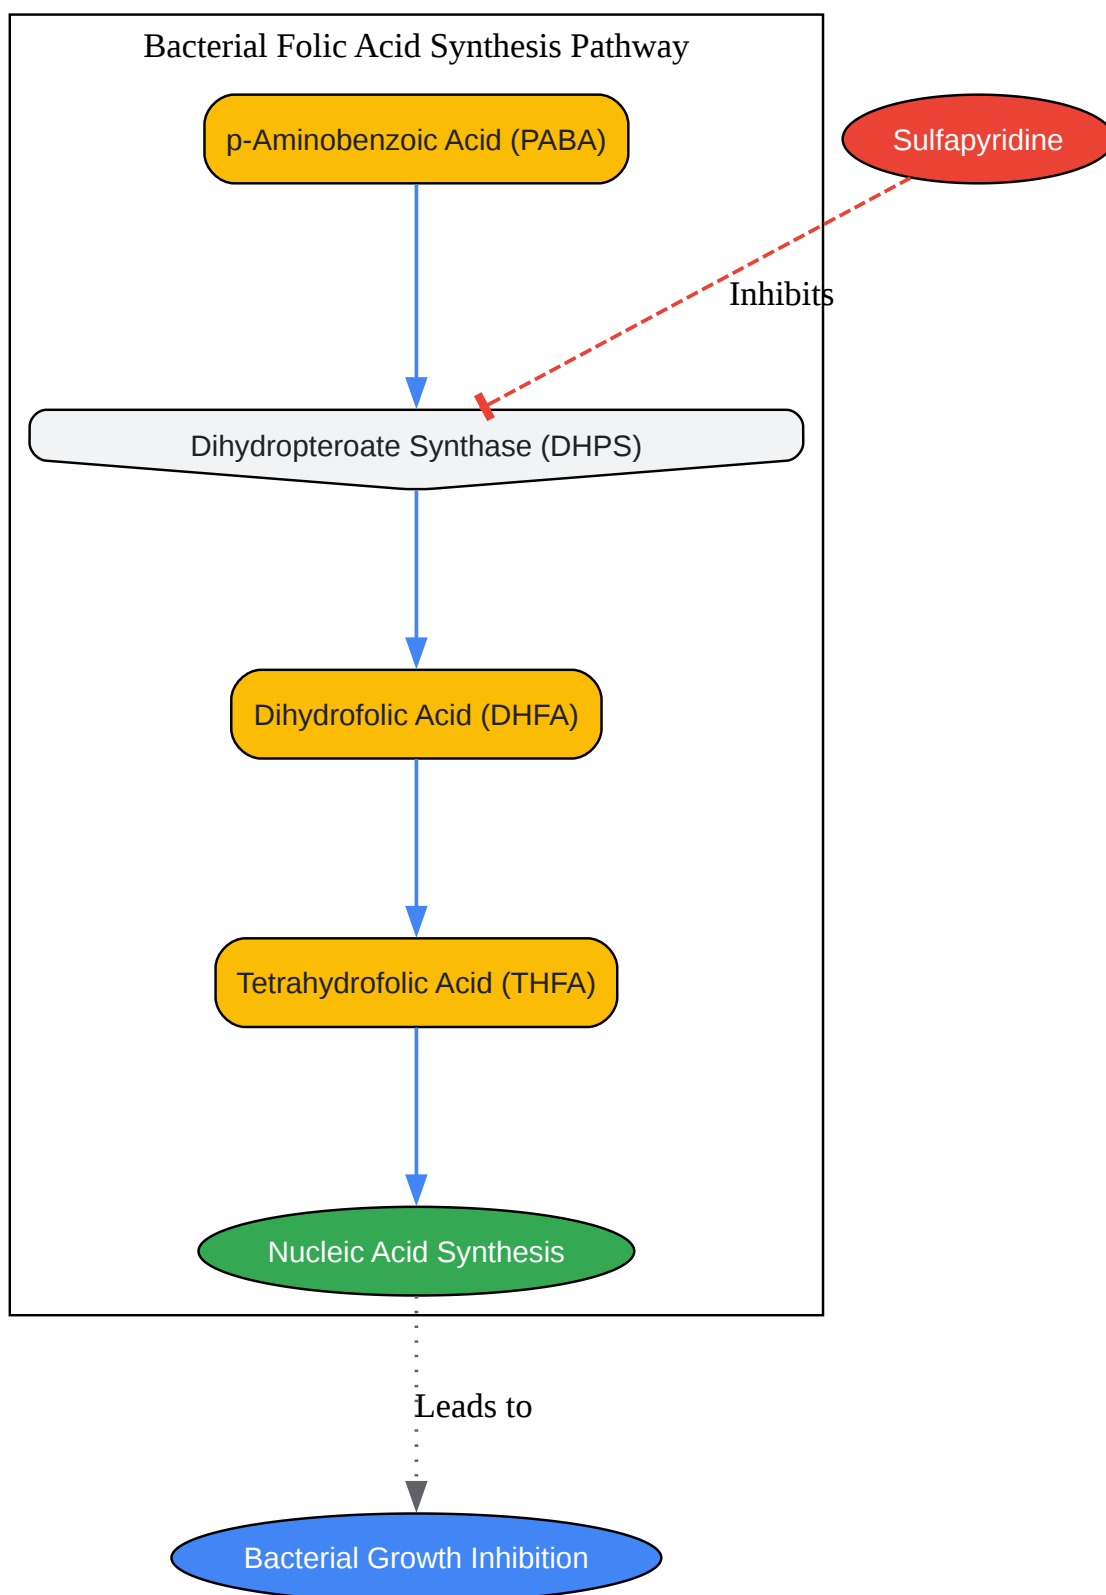 Bacterial Folic Acid Synthesis Pathway
p-Aminobenzoic Acid (PABA)
Sulfapyridine
Inhibits
Dihydropteroate Synthase (DHPS)
Dihydrofolic Acid (DHFA)
Tetrahydrofolic Acid (THFA)
Nucleic Acid Synthesis
Leads to
Bacterial Growth Inhibition